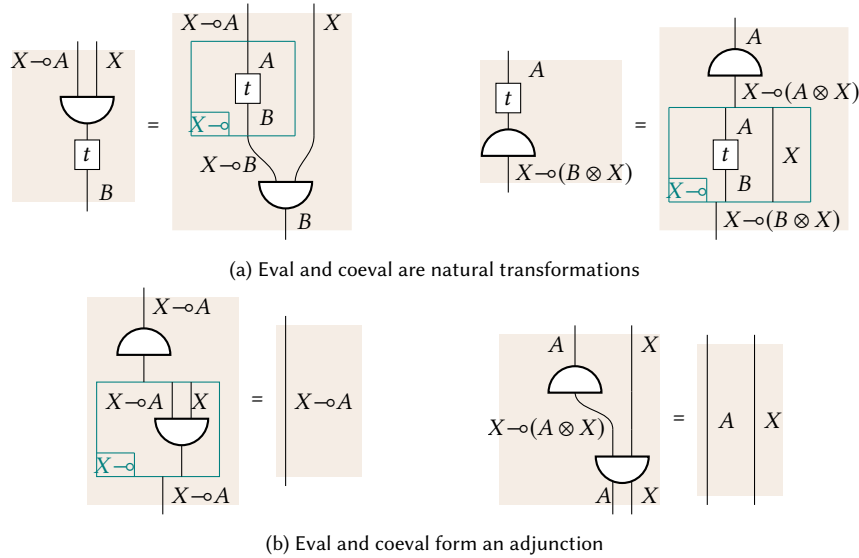 X⊸A X
X⊸A X A
A t t
X⊸(A ⊗ X)
= B = A
t X⊸ t X
X⊸B B
B X⊸(B ⊗ X) X⊸
B X⊸(B ⊗ X)
(a) Eval and coeval are natural transformations
X⊸A
A X
X⊸A X = X⊸A X⊸(A ⊗ X) = A X
X⊸
X⊸A A X
(b) Eval and coeval form an adjunction